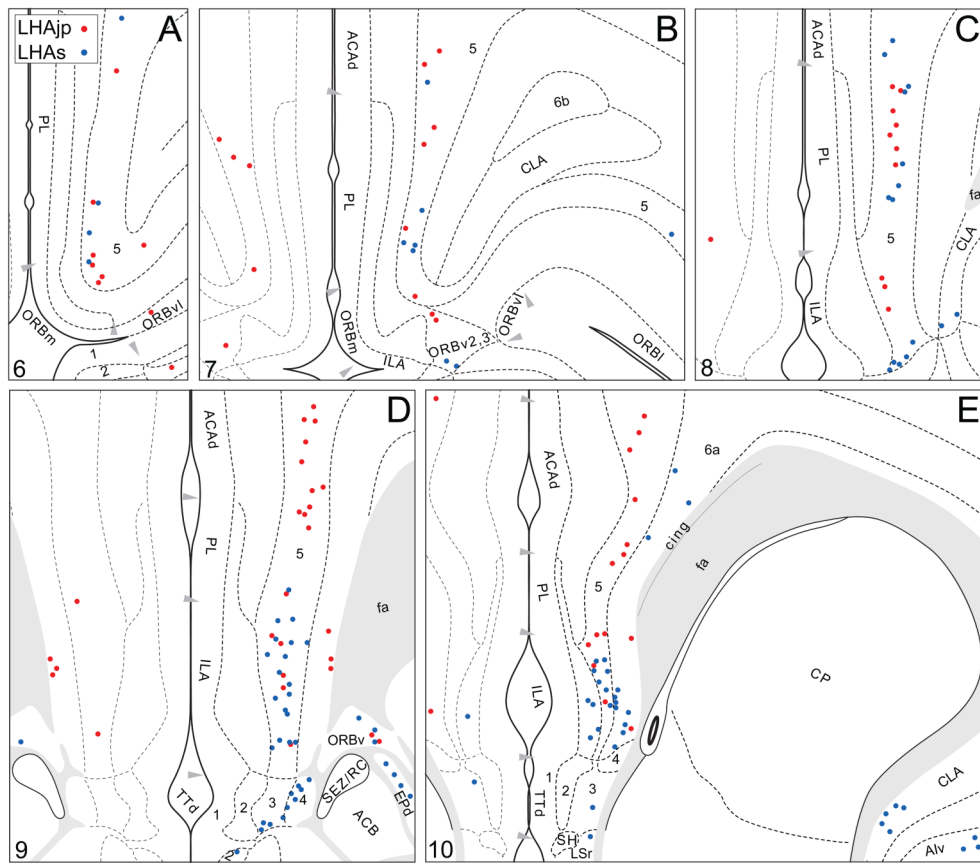 LHAjp
LHAs
A
PL
5
ORBm
ORBvl
1
2
6
B
ACAd
5
6b
CLA
PL
5
ORBm
ILA
ORBv2,3
ORBvl
ORBl
7
C
ACAd
PL
fa
5
CLA
ILA
8
D
ACAd
PL
5
fa
ILA
ORBv
TTd
1
2
3
4
SEZ/RC
EPd
ACB
2
9
E
ACAd
6a
cing
fa
PL
5
ILA
CP
4
1
2
3
TTd
SH
LSr
CLA
Alv
10